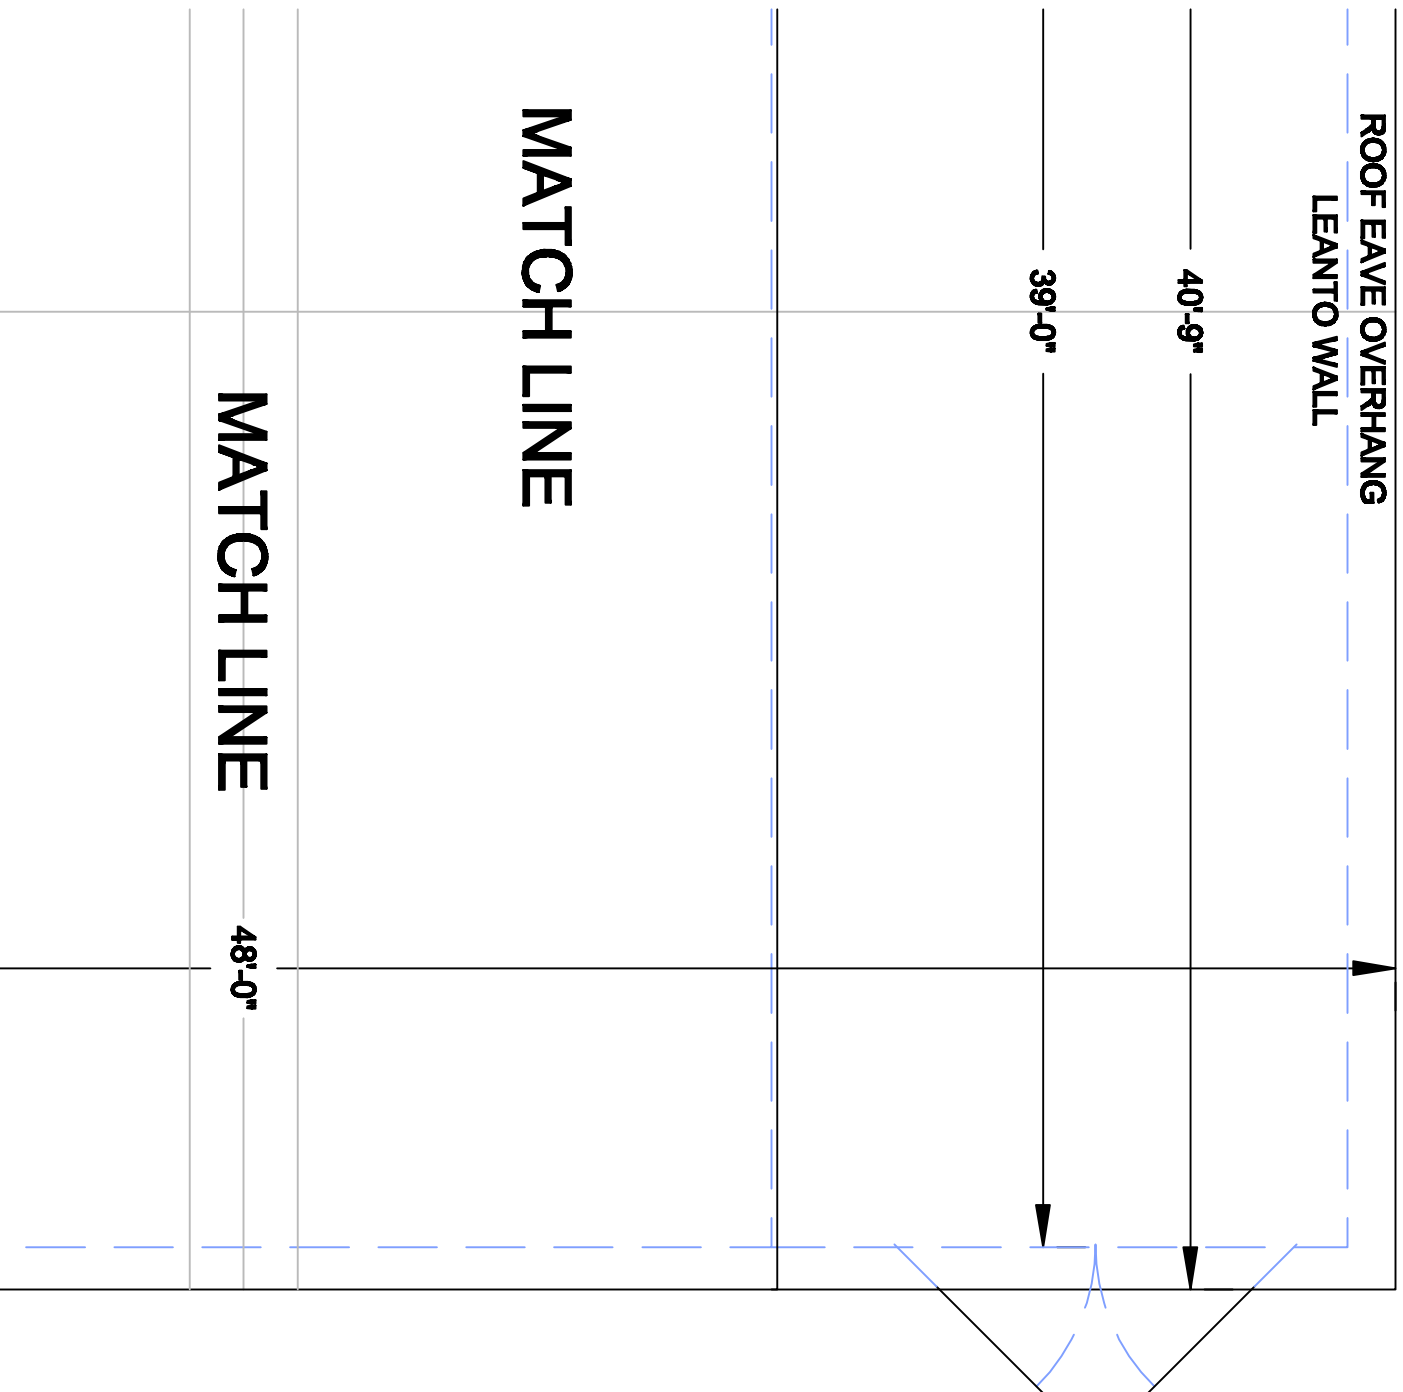 ROOF EAVE OVERHANG
LEANTO WALL
40'-9"
39'-0"
MATCH LINE
MATCH LINE
48'-0"